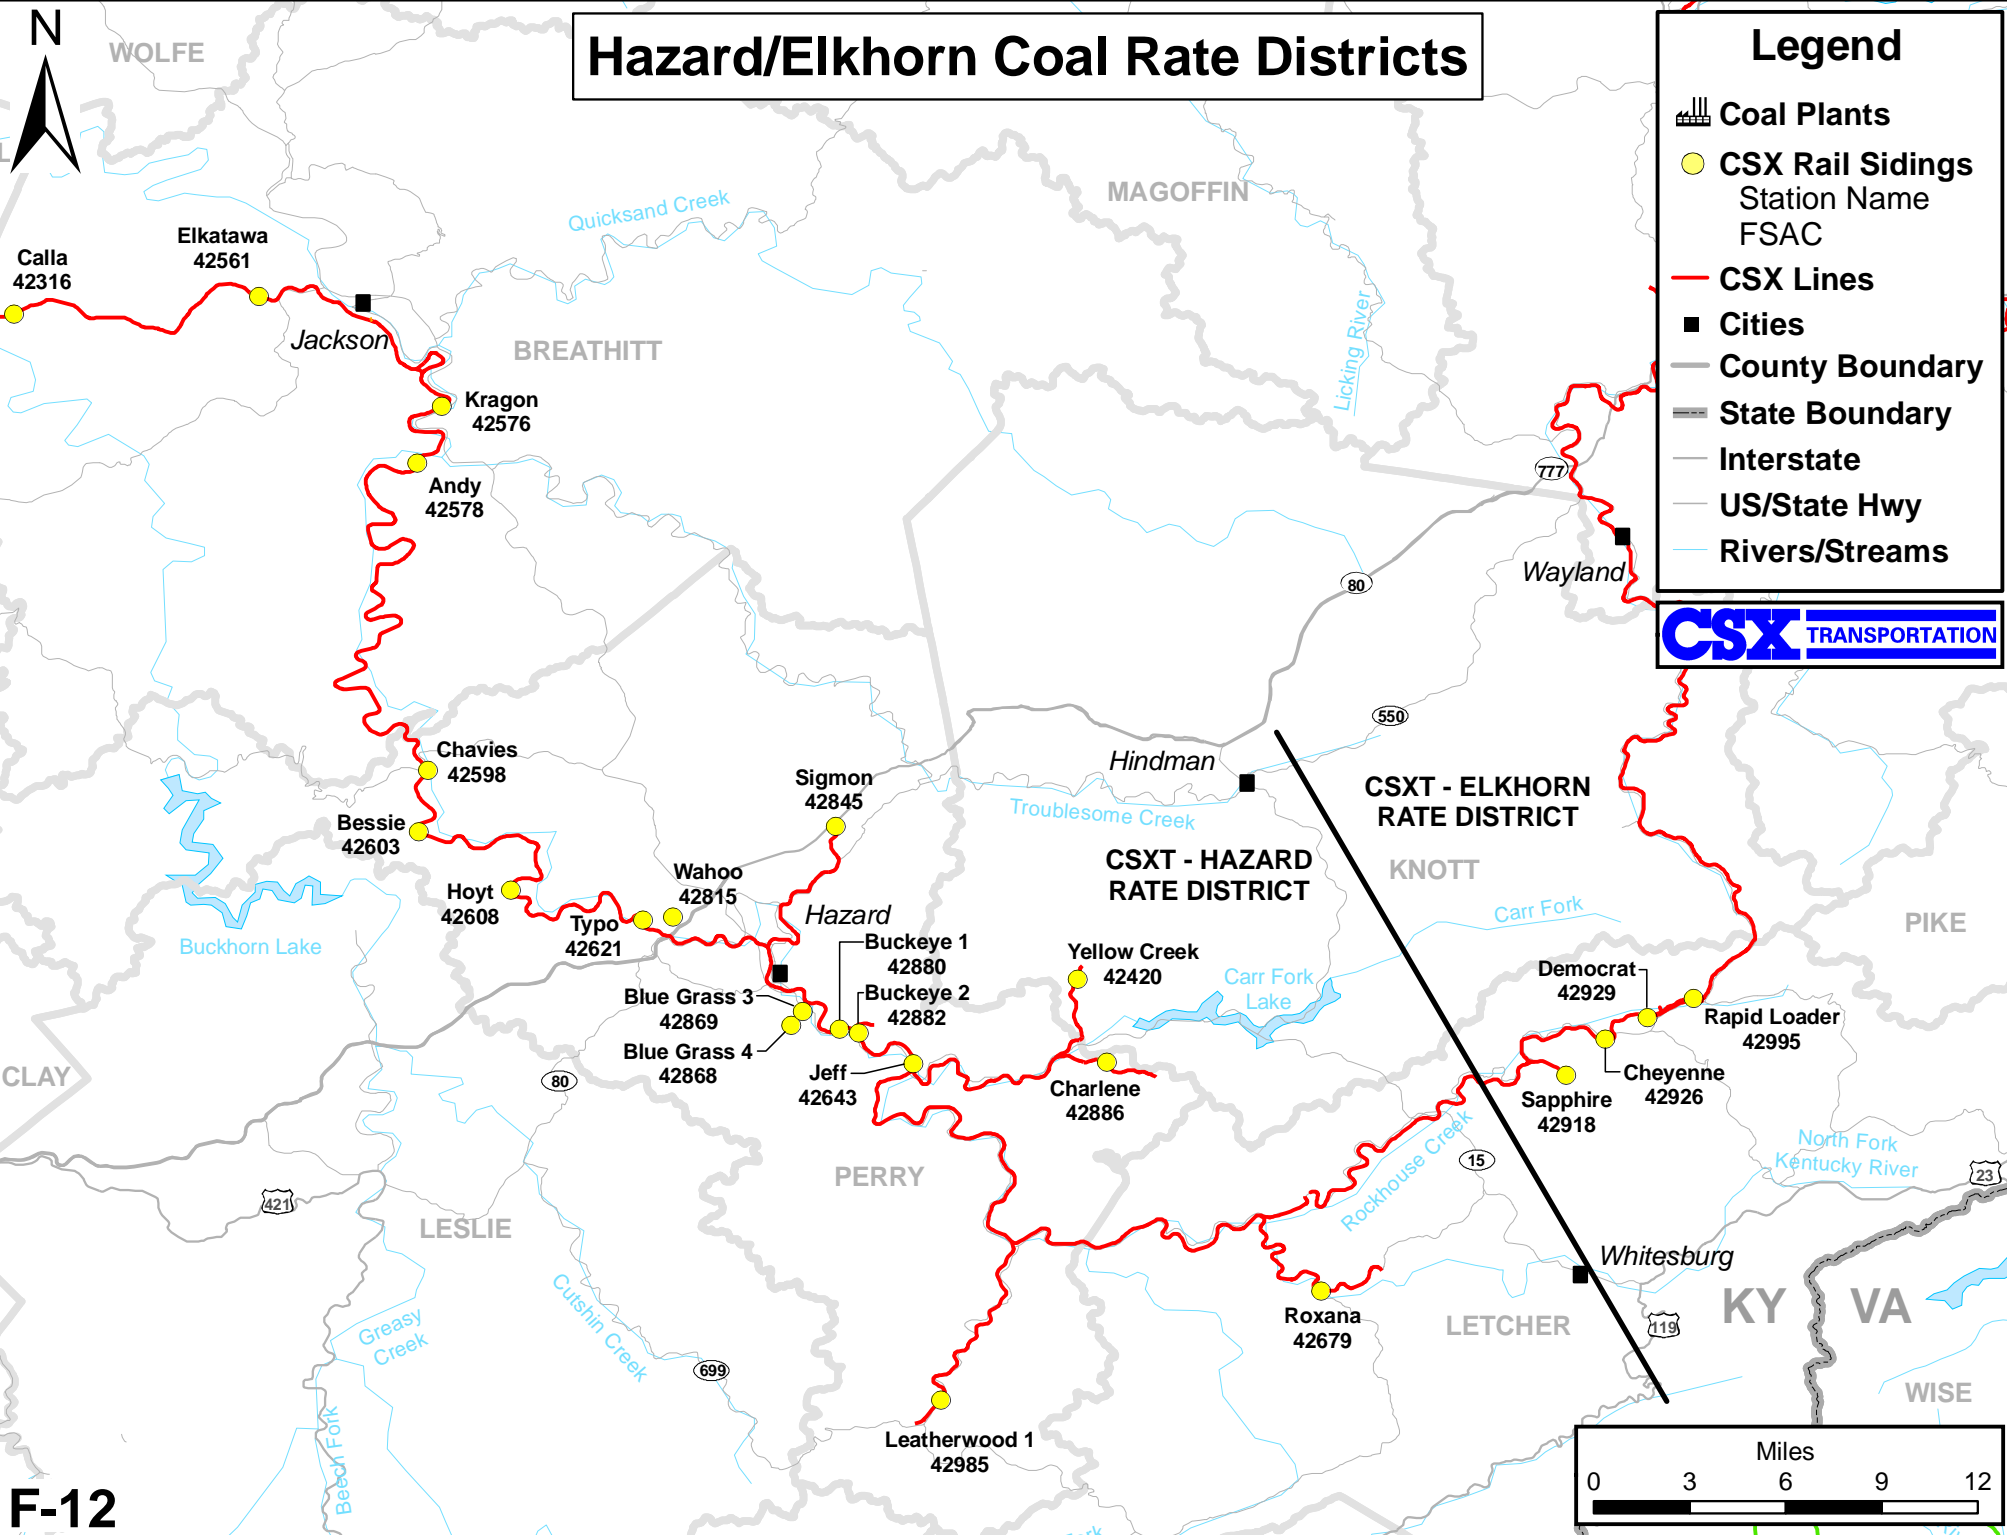 N
Hazard/Elkhorn Coal Rate Districts
Legend
Coal Plants
CSX Rail Sidings
Station Name
FSAC
CSX Lines
Cities
County Boundary
State Boundary
Interstate
US/State Hwy
Rivers/Streams
CSX TRANSPORTATION
WOLFE
MAGOFFIN
Quicksand Creek
Licking River
Calla
42316
Elkatawa
42561
Jackson
BREATHITT
Kragon
42576
Andy
42578
777
Wayland
80
550
Hindman
Troublesome Creek
CSXT - ELKHORN
RATE DISTRICT
CSXT - HAZARD
RATE DISTRICT
KNOTT
Carr Fork
PIKE
Chavies
42598
Bessie
42603
Sigmon
42845
Hoyt
42608
Wahoo
42815
Typo
42621
Hazard
Buckhorn Lake
Buckeye 1
42880
Buckeye 2
42882
Blue Grass 3
42869
Blue Grass 4
42868
Yellow Creek
42420
Carr Fork
Lake
Democrat
42929
Rapid Loader
42995
Cheyenne
42926
Sapphire
42918
Jeff
42643
Charlene
42886
CLAY
80
421
LESLIE
PERRY
Rockhouse Creek
15
North Fork
Kentucky River
23
Whitesburg
Greasy
Creek
Cutshin Creek
699
Roxana
42679
LETCHER
119
KY
VA
WISE
Beech Fork
Leatherwood 1
42985
Miles
0 3 6 9 12
F-12